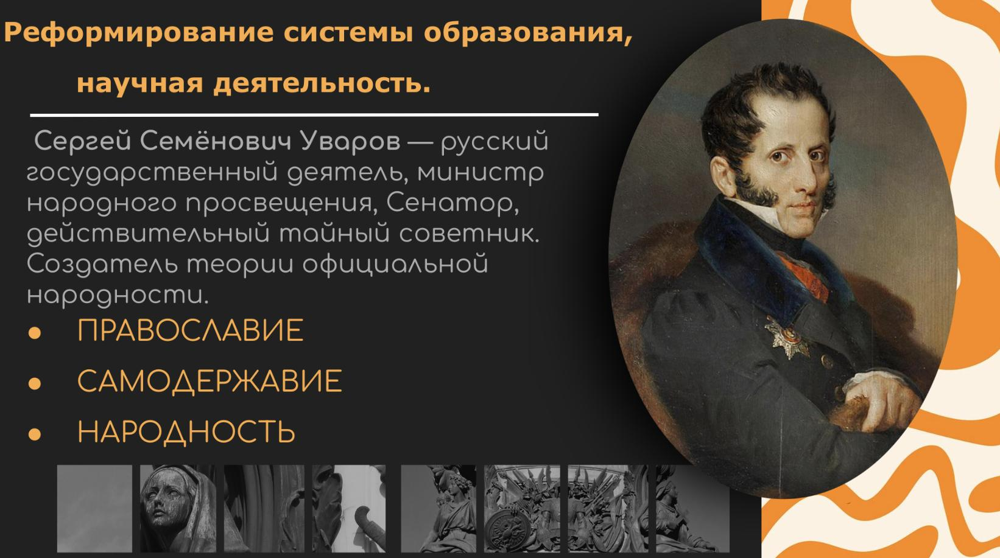 Реформирование системы образования,
научная деятельность.
Сергей Семёнович Уваров — русский
государственный деятель, министр
народного просвещения, Сенатор,
действительный тайный советник.
Создатель теории официальной
народности.
● ПРАВОСЛАВИЕ
● САМОДЕРЖАВИЕ
● НАРОДНОСТЬ